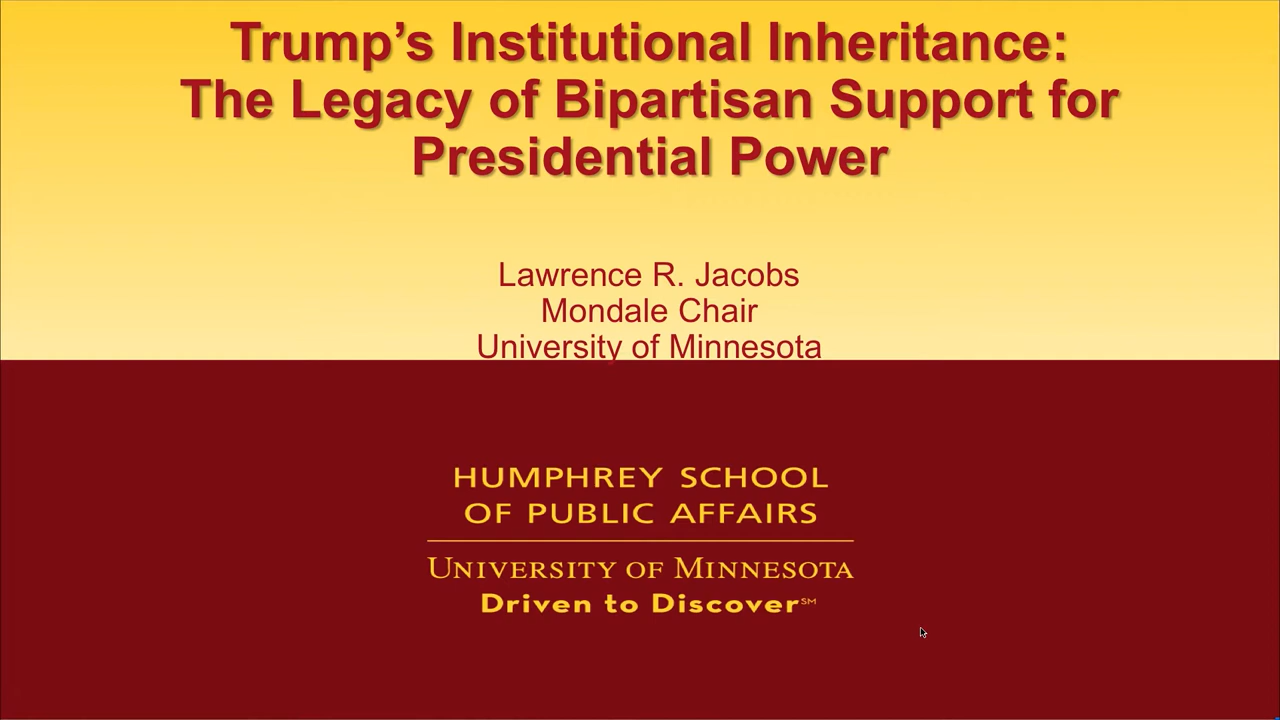 Trump’s Institutional Inheritance:
The Legacy of Bipartisan Support for
Presidential Power
Lawrence R. Jacobs
Mondale Chair
University of Minnesota
HUMPHREY SCHOOL
OF PUBLIC AFFAIRS
UNIVERSITY OF MINNESOTA
Driven to Discover℠